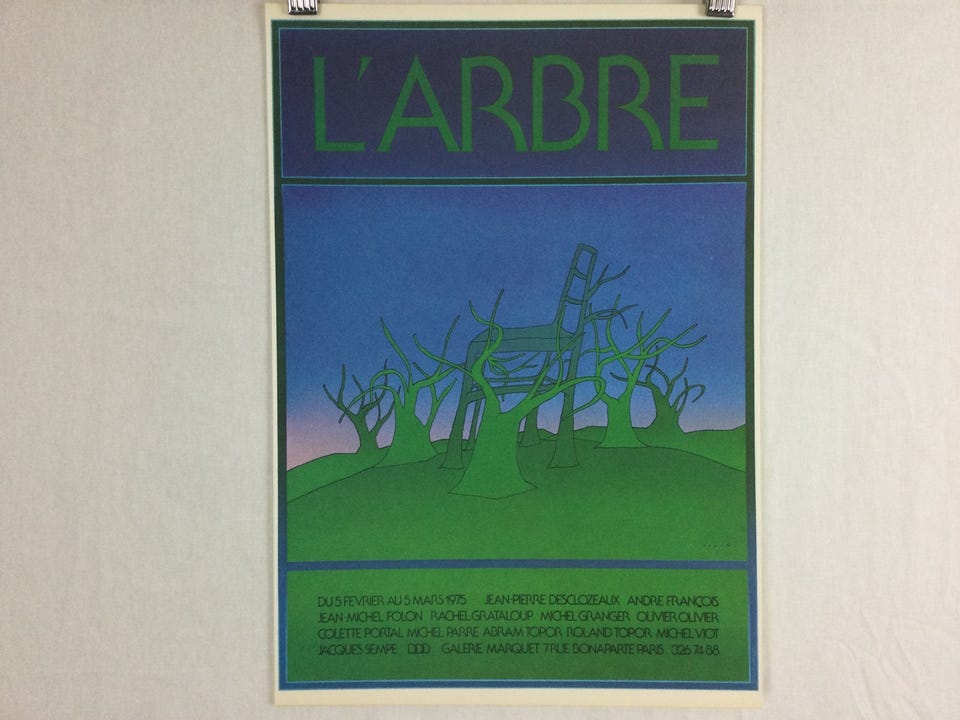 L'ARBRE
DU 5 FEVRIER AU 5 MARS 1975 JEAN-PIERRE DESCLOZEAUX ANDRE FRANÇOIS
JEAN-MICHEL FOLON RACHEL GRATALOUP MICHEL GRANGER OLIVIER OLIVIER
COLETTE PORTAL MICHEL PARRE ABRAM TOPOR ROLAND TOPOR MICHEL VIOT
JACQUES SEMPE GALERIE MARQUET 7 RUE BONAPARTE PARIS 326 74 88